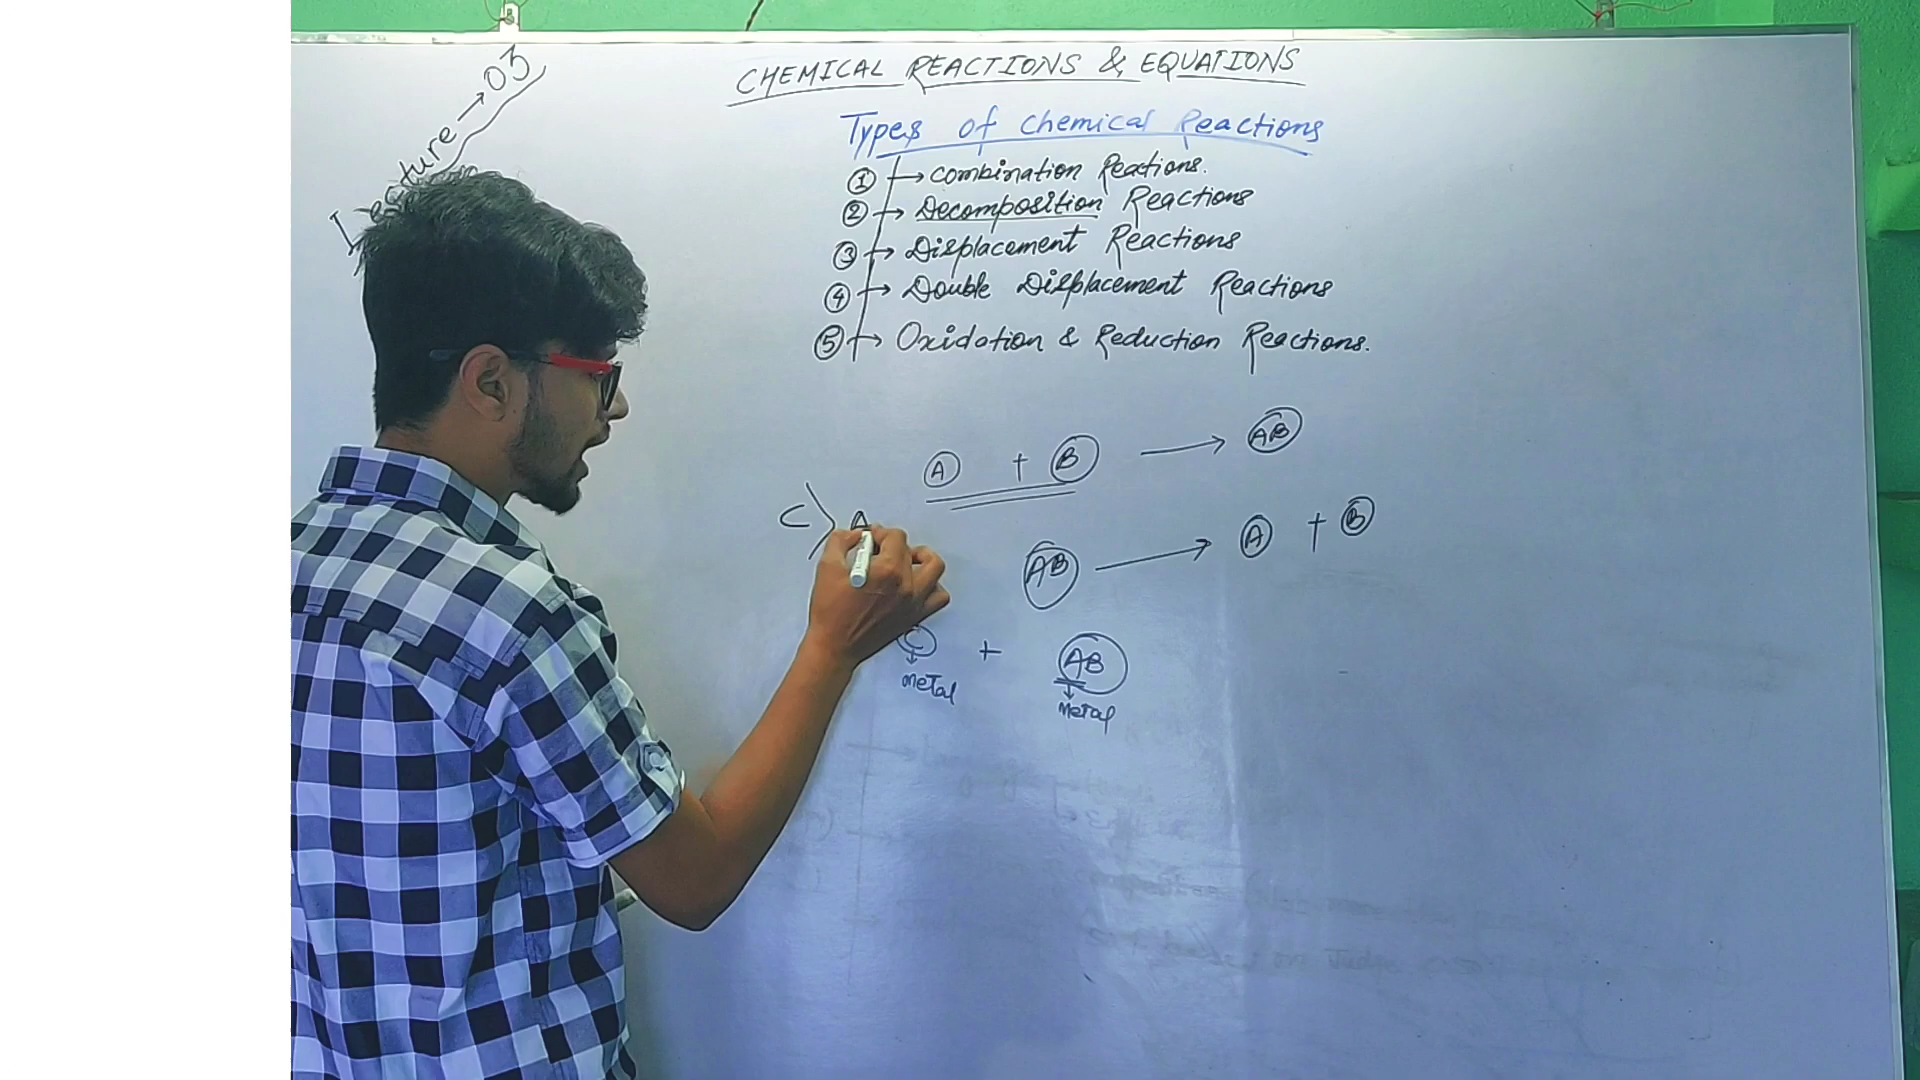 Lecture → 03
CHEMICAL REACTIONS & EQUATIONS
Types of chemical Reactions
① → Combination Reactions.
② → Decomposition Reactions
③ → Displacement Reactions
④ → Double Displacement Reactions
⑤ → Oxidation & Reduction Reactions.
A + B → AB
C > A
AB → A + B
C + AB
metal
metal